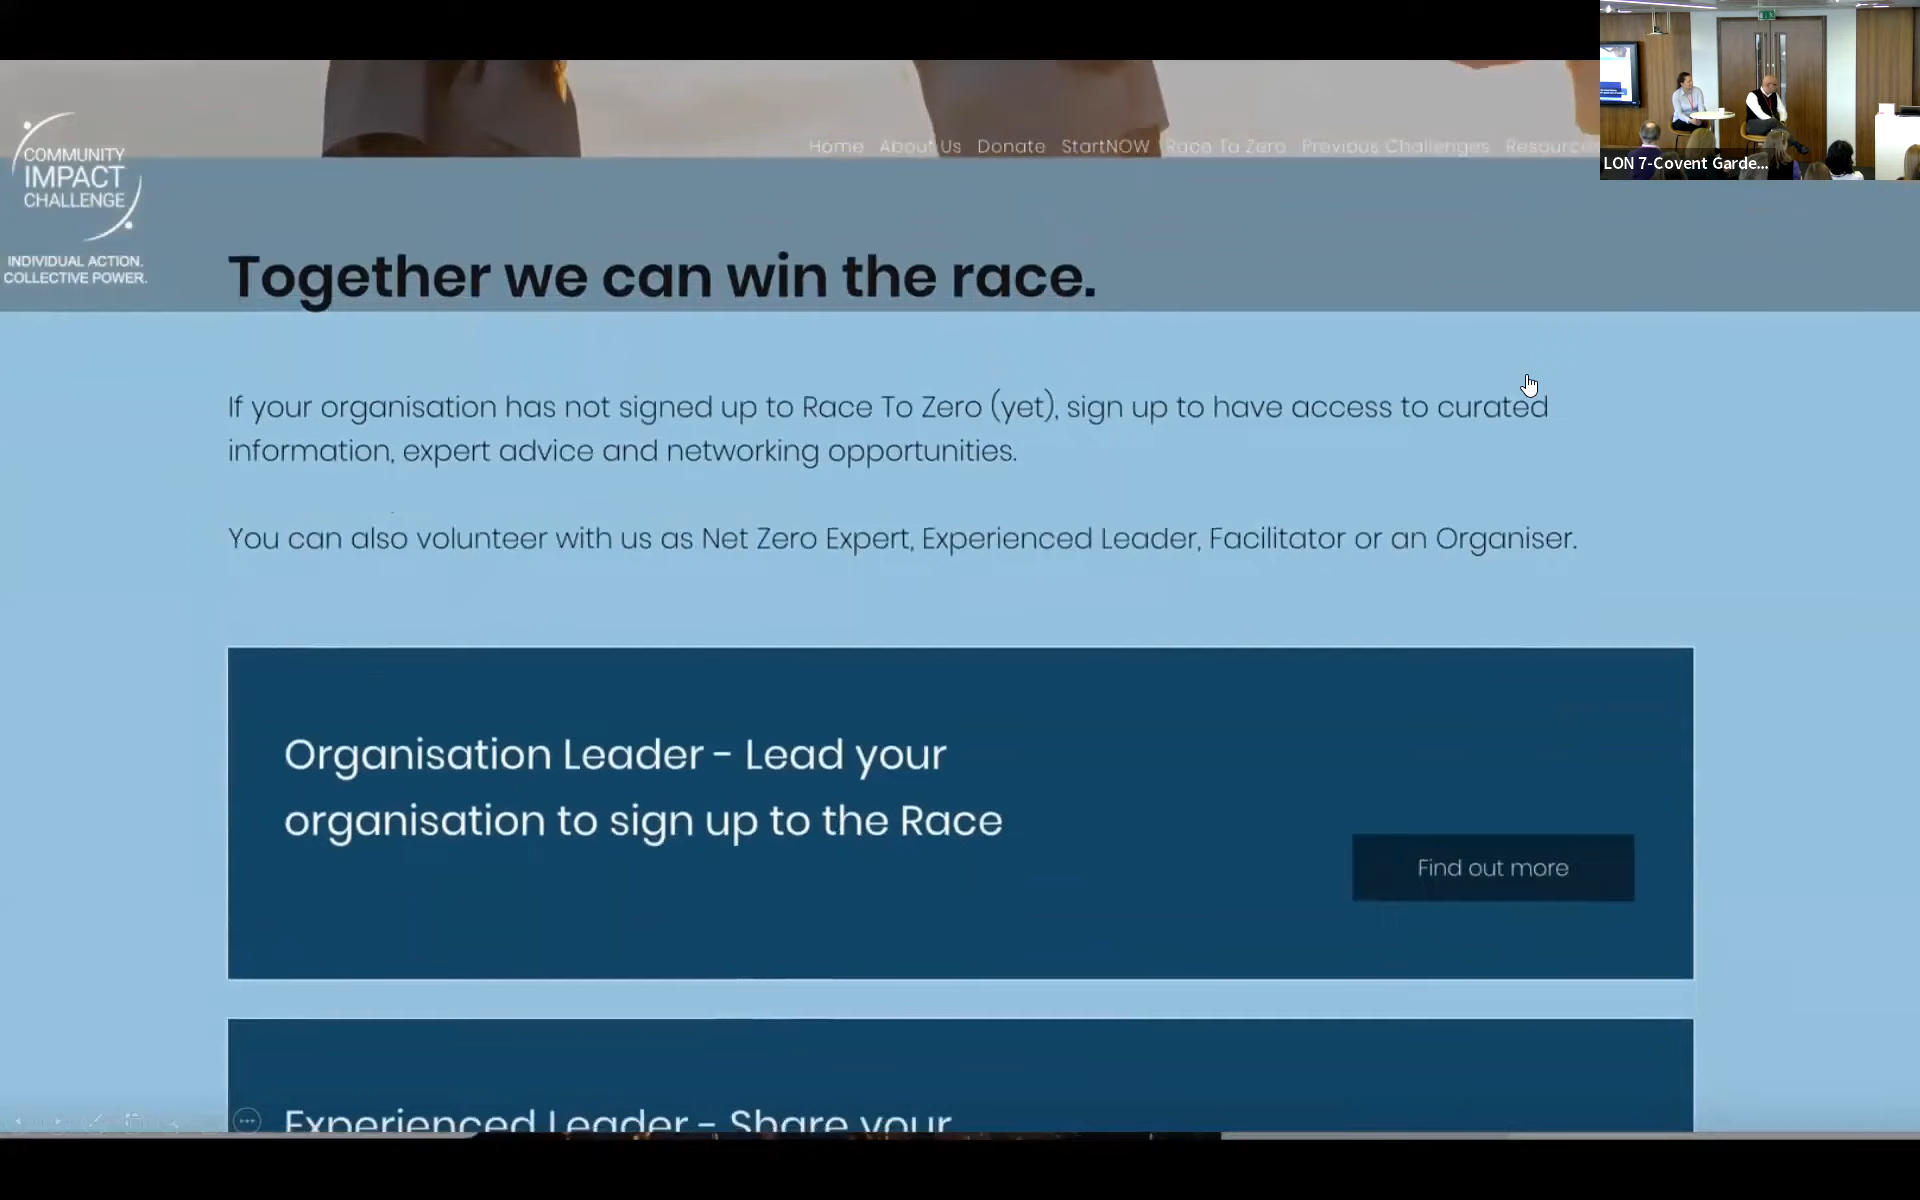 COMMUNITY
IMPACT
CHALLENGE
INDIVIDUAL ACTION.
COLLECTIVE POWER.
Home About Us Donate StartNOW Race To Zero Previous Challenges
LON 7-Covent Garde...
Together we can win the race.
If your organisation has not signed up to Race To Zero (yet), sign up to have access to curated
information, expert advice and networking opportunities.
You can also volunteer with us as Net Zero Expert, Experienced Leader, Facilitator or an Organiser.
Organisation Leader - Lead your
organisation to sign up to the Race
Find out more
Experienced Leader - Share your